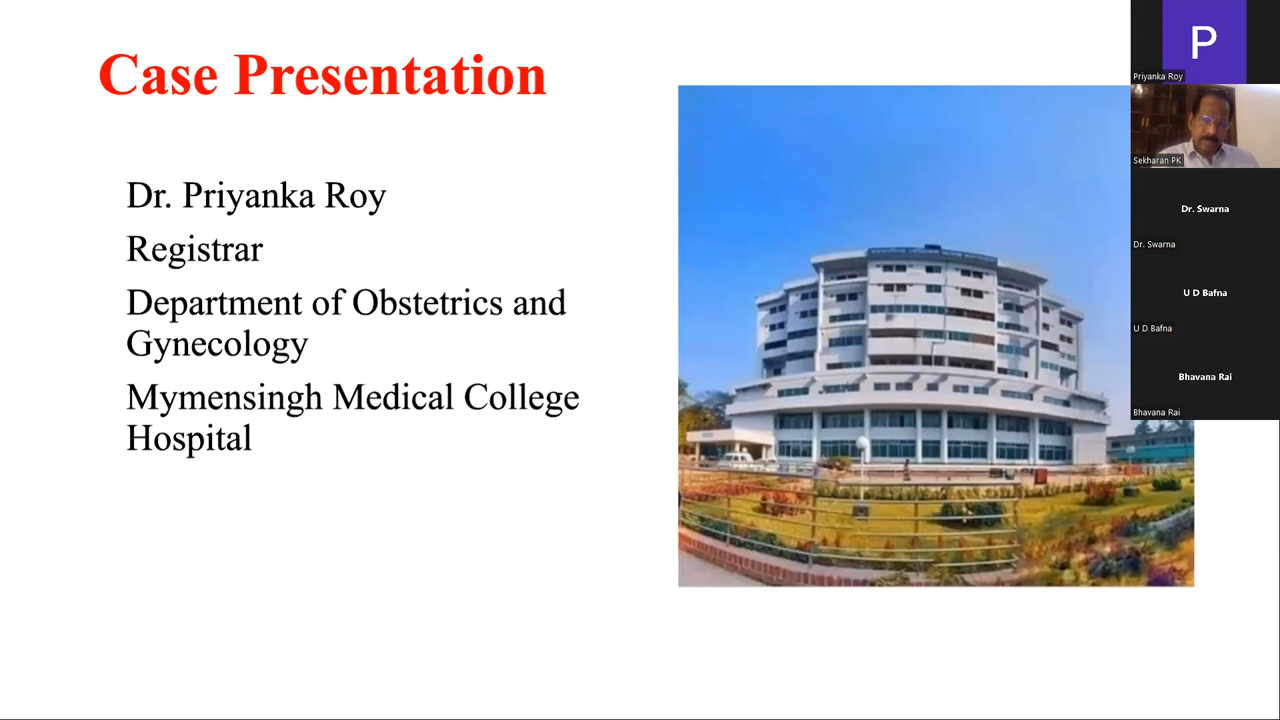 Case Presentation
Dr. Priyanka Roy
Registrar
Department of Obstetrics and
Gynecology
Mymensingh Medical College
Hospital
P
Priyanka Roy
Sekharan PK
Dr. Swarna
Dr. Swarna
U D Bafna
U D Bafna
Bhavana Rai
Bhavana Rai